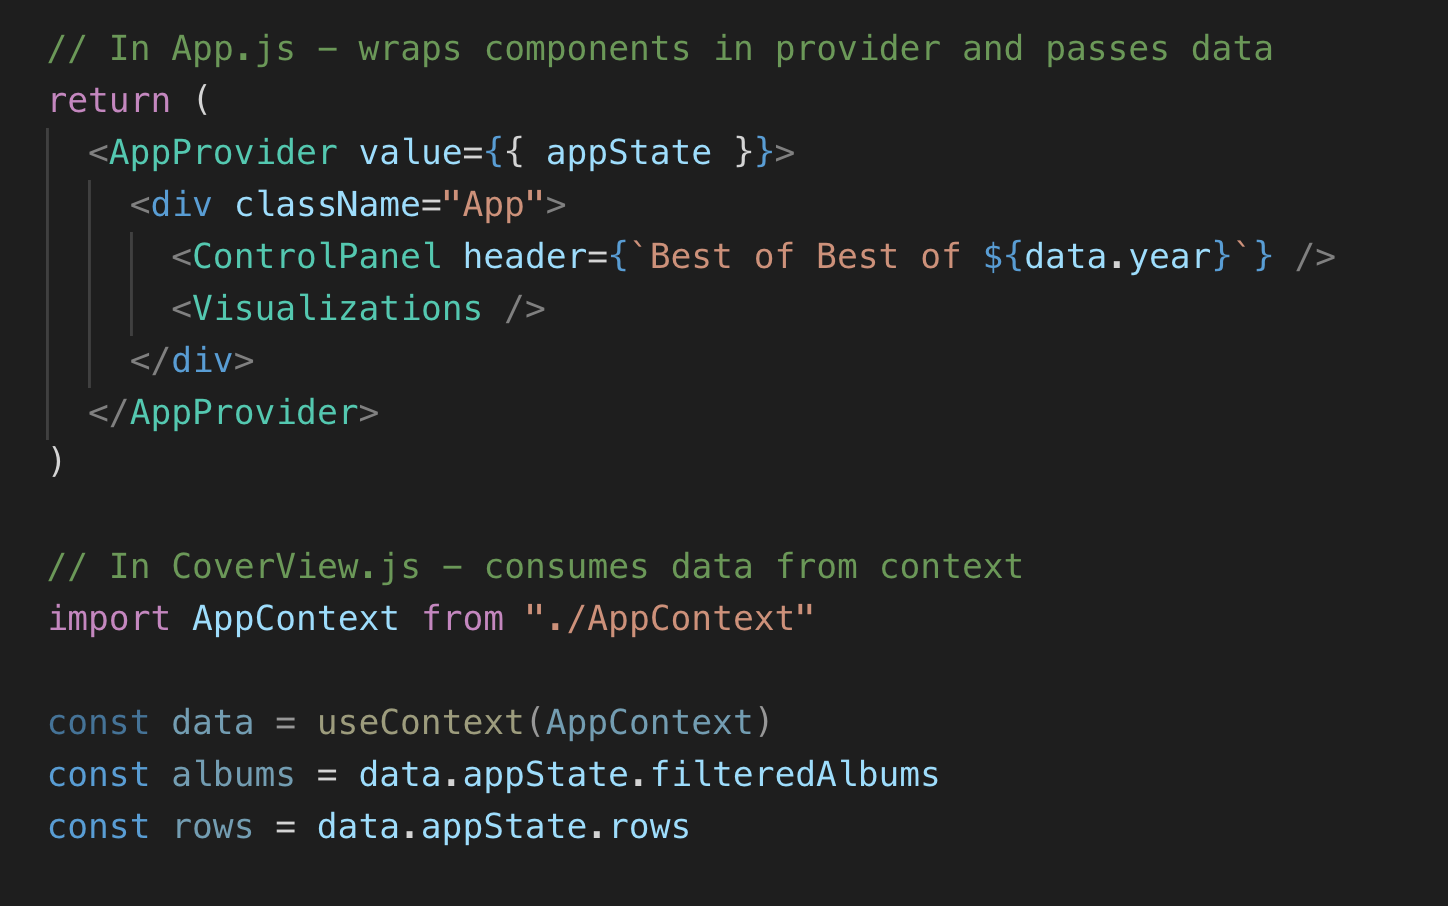 // In App.js - wraps components in provider and passes data
return (
  <AppProvider value={{ appState }}>
    <div className="App">
      <ControlPanel header={`Best of Best of ${data.year}`} />
      <Visualizations />
    </div>
  </AppProvider>
)
// In CoverView.js - consumes data from context
import AppContext from "./AppContext"
const data = useContext(AppContext)
const albums = data.appState.filteredAlbums
const rows = data.appState.rows